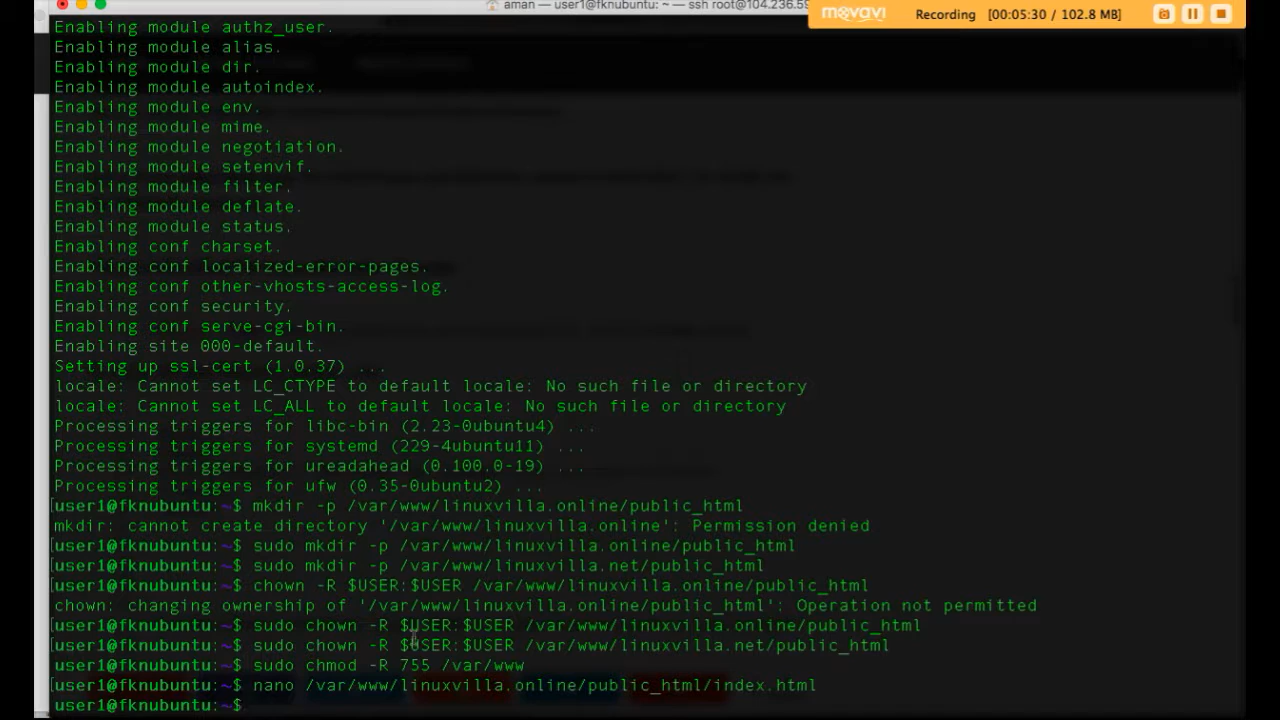 aman — user1@fknubuntu: ~ — ssh root@104.236.59
movavi
Recording [00:05:30 / 102.8 MB]
Enabling module authz_user.
Enabling module alias.
Enabling module dir.
Enabling module autoindex.
Enabling module env.
Enabling module mime.
Enabling module negotiation.
Enabling module setenvif.
Enabling module filter.
Enabling module deflate.
Enabling module status.
Enabling conf charset.
Enabling conf localized-error-pages.
Enabling conf other-vhosts-access-log.
Enabling conf security.
Enabling conf serve-cgi-bin.
Enabling site 000-default.
Setting up ssl-cert (1.0.37) ...
locale: Cannot set LC_CTYPE to default locale: No such file or directory
locale: Cannot set LC_ALL to default locale: No such file or directory
Processing triggers for libc-bin (2.23-0ubuntu4) ...
Processing triggers for systemd (229-4ubuntu11) ...
Processing triggers for ureadahead (0.100.0-19) ...
Processing triggers for ufw (0.35-0ubuntu2) ...
[user1@fknubuntu:~$ mkdir -p /var/www/linuxvilla.online/public_html
mkdir: cannot create directory '/var/www/linuxvilla.online': Permission denied
[user1@fknubuntu:~$ sudo mkdir -p /var/www/linuxvilla.online/public_html
[user1@fknubuntu:~$ sudo mkdir -p /var/www/linuxvilla.net/public_html
[user1@fknubuntu:~$ chown -R $USER:$USER /var/www/linuxvilla.online/public_html
chown: changing ownership of '/var/www/linuxvilla.online/public_html': Operation not permitted
[user1@fknubuntu:~$ sudo chown -R $USER:$USER /var/www/linuxvilla.online/public_html
[user1@fknubuntu:~$ sudo chown -R $USER:$USER /var/www/linuxvilla.net/public_html
[user1@fknubuntu:~$ sudo chmod -R 755 /var/www
[user1@fknubuntu:~$ nano /var/www/linuxvilla.online/public_html/index.html
user1@fknubuntu:~$